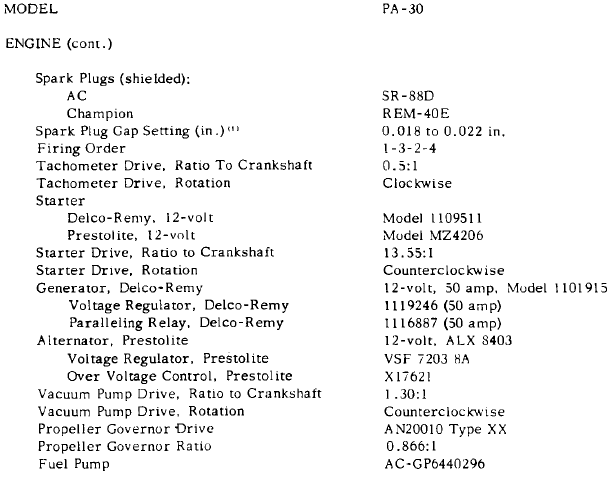 MODEL PA-30
ENGINE (cont.)
Spark Plugs (shielded):
AC SR-88D
Champion REM-40E
Spark Plug Gap Setting (in.)(1) 0.018 to 0.022 in.
Firing Order 1-3-2-4
Tachometer Drive, Ratio To Crankshaft 0.5:1
Tachometer Drive, Rotation Clockwise
Starter
Delco-Remy, 12-volt Model 1109511
Prestolite, 12-volt Model MZ4206
Starter Drive, Ratio to Crankshaft 13.55:1
Starter Drive, Rotation Counterclockwise
Generator, Delco-Remy 12-volt, 50 amp, Model 1101915
Voltage Regulator, Delco-Remy 1119246 (50 amp)
Paralleling Relay, Delco-Remy 1116887 (50 amp)
Alternator, Prestolite 12-volt, ALX 8403
Voltage Regulator, Prestolite VSF 7203 8A
Over Voltage Control, Prestolite X17621
Vacuum Pump Drive, Ratio to Crankshaft 1.30:1
Vacuum Pump Drive, Rotation Counterclockwise
Propeller Governor Drive AN20010 Type XX
Propeller Governor Ratio 0.866:1
Fuel Pump AC-GP6440296